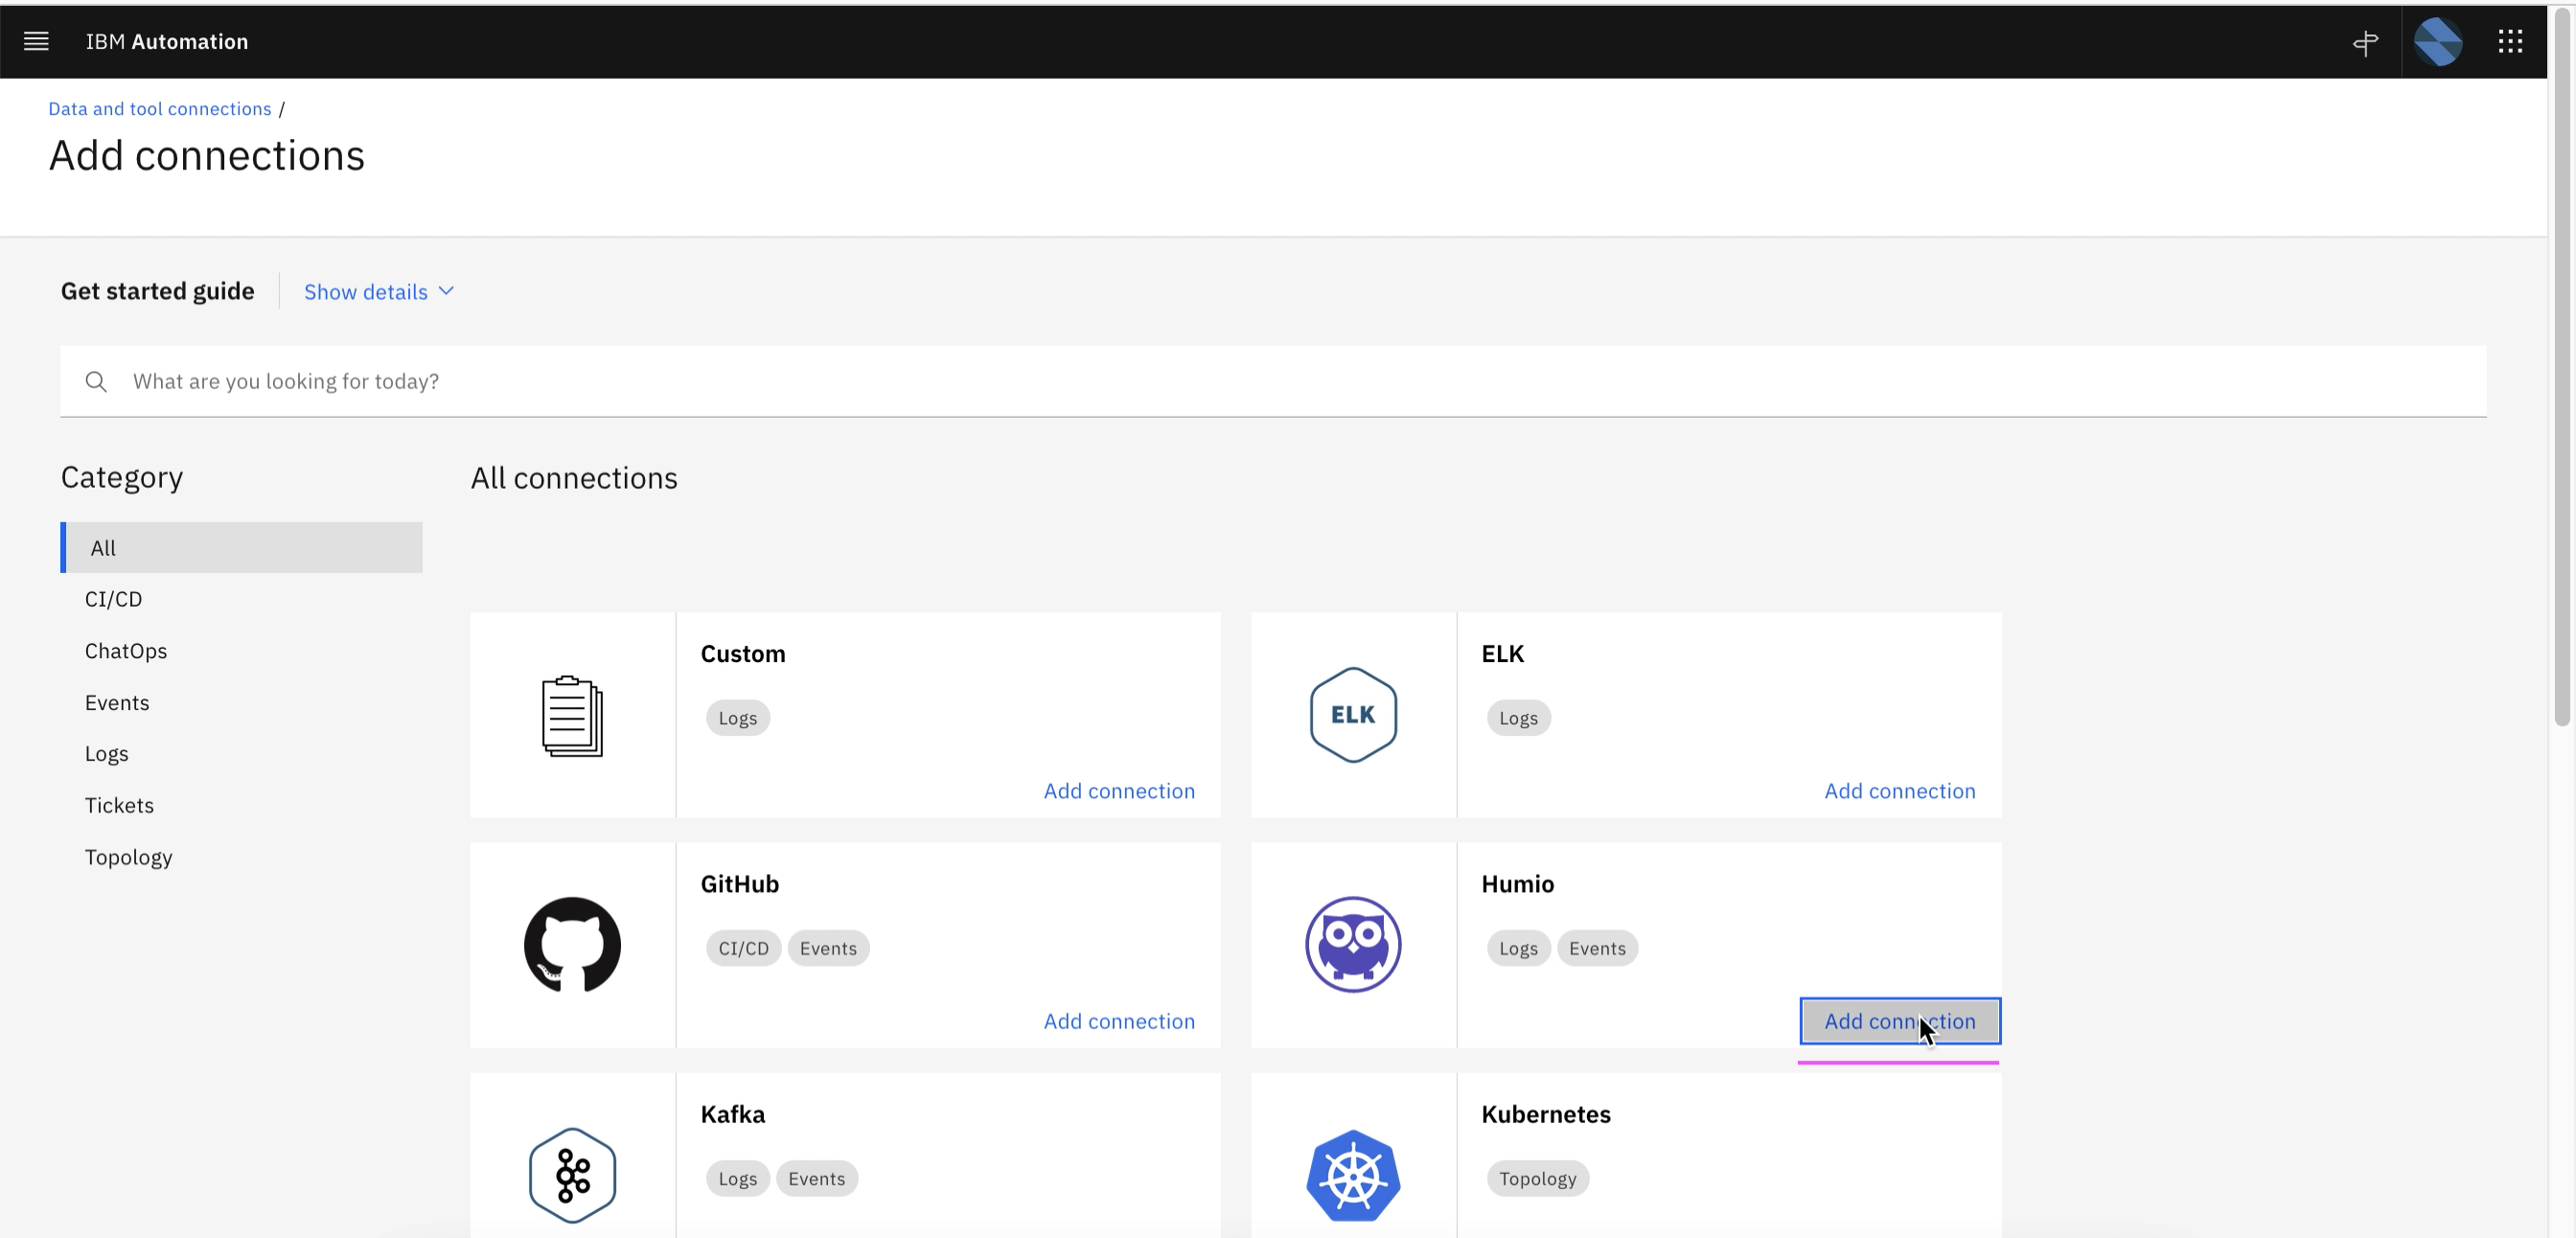 IBM Automation
Data and tool connections /
Add connections
Get started guide
Show details
What are you looking for today?
Category
All
CI/CD
ChatOps
Events
Logs
Tickets
Topology
All connections
Custom
Logs
Add connection
ELK
ELK
Logs
Add connection
GitHub
CI/CD Events
Add connection
Humio
Logs Events
Add connection
Kafka
Logs Events
Kubernetes
Topology